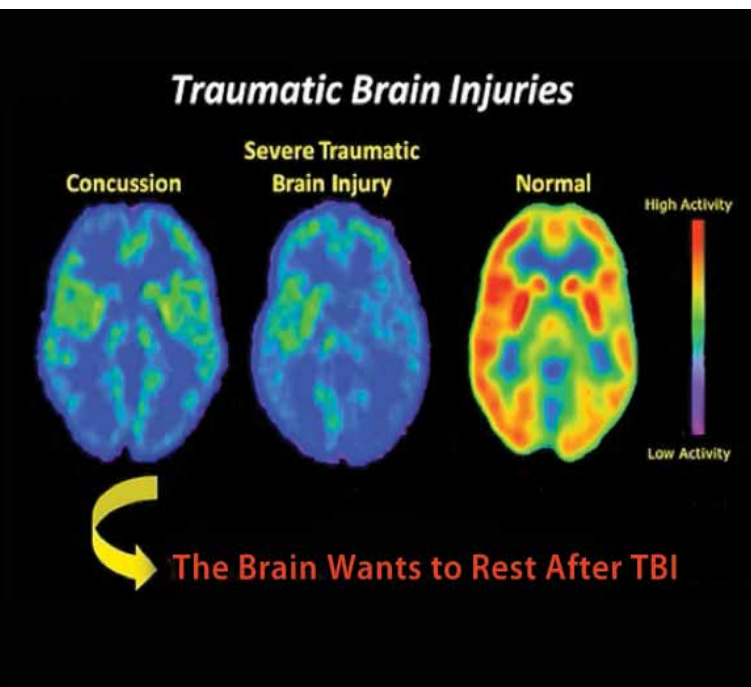 Traumatic Brain Injuries
Concussion
Severe Traumatic
Brain Injury
Normal
High Activity
Low Activity
The Brain Wants to Rest After TBI